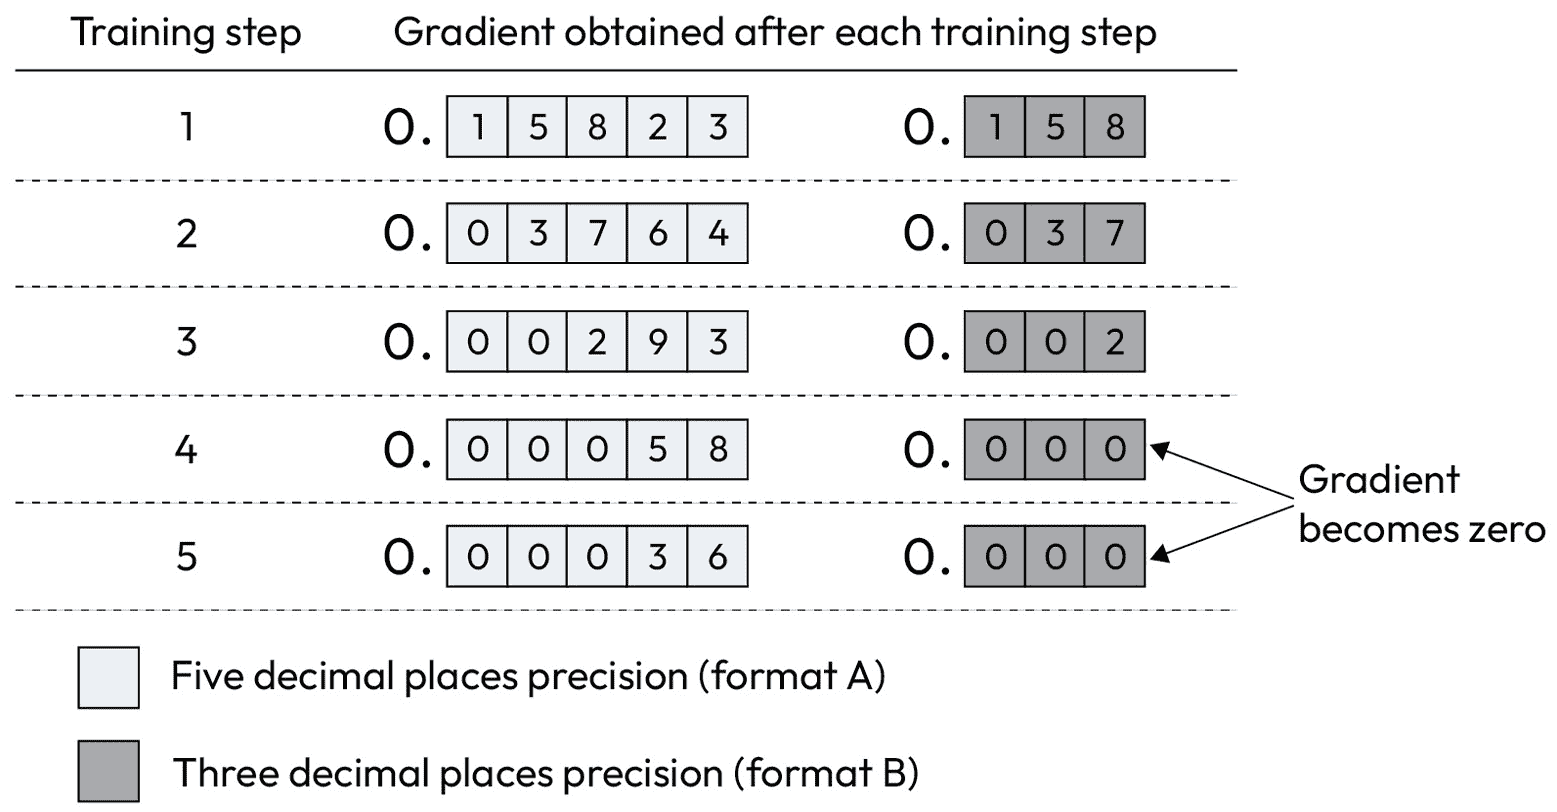 Training step Gradient obtained after each training step
1 0. 1 5 8 2 3 0. 1 5 8
2 0. 0 3 7 6 4 0. 0 3 7
3 0. 0 0 2 9 3 0. 0 0 2
4 0. 0 0 0 5 8 0. 0 0 0
Gradient
becomes zero
5 0. 0 0 0 3 6 0. 0 0 0
Five decimal places precision (format A)
Three decimal places precision (format B)